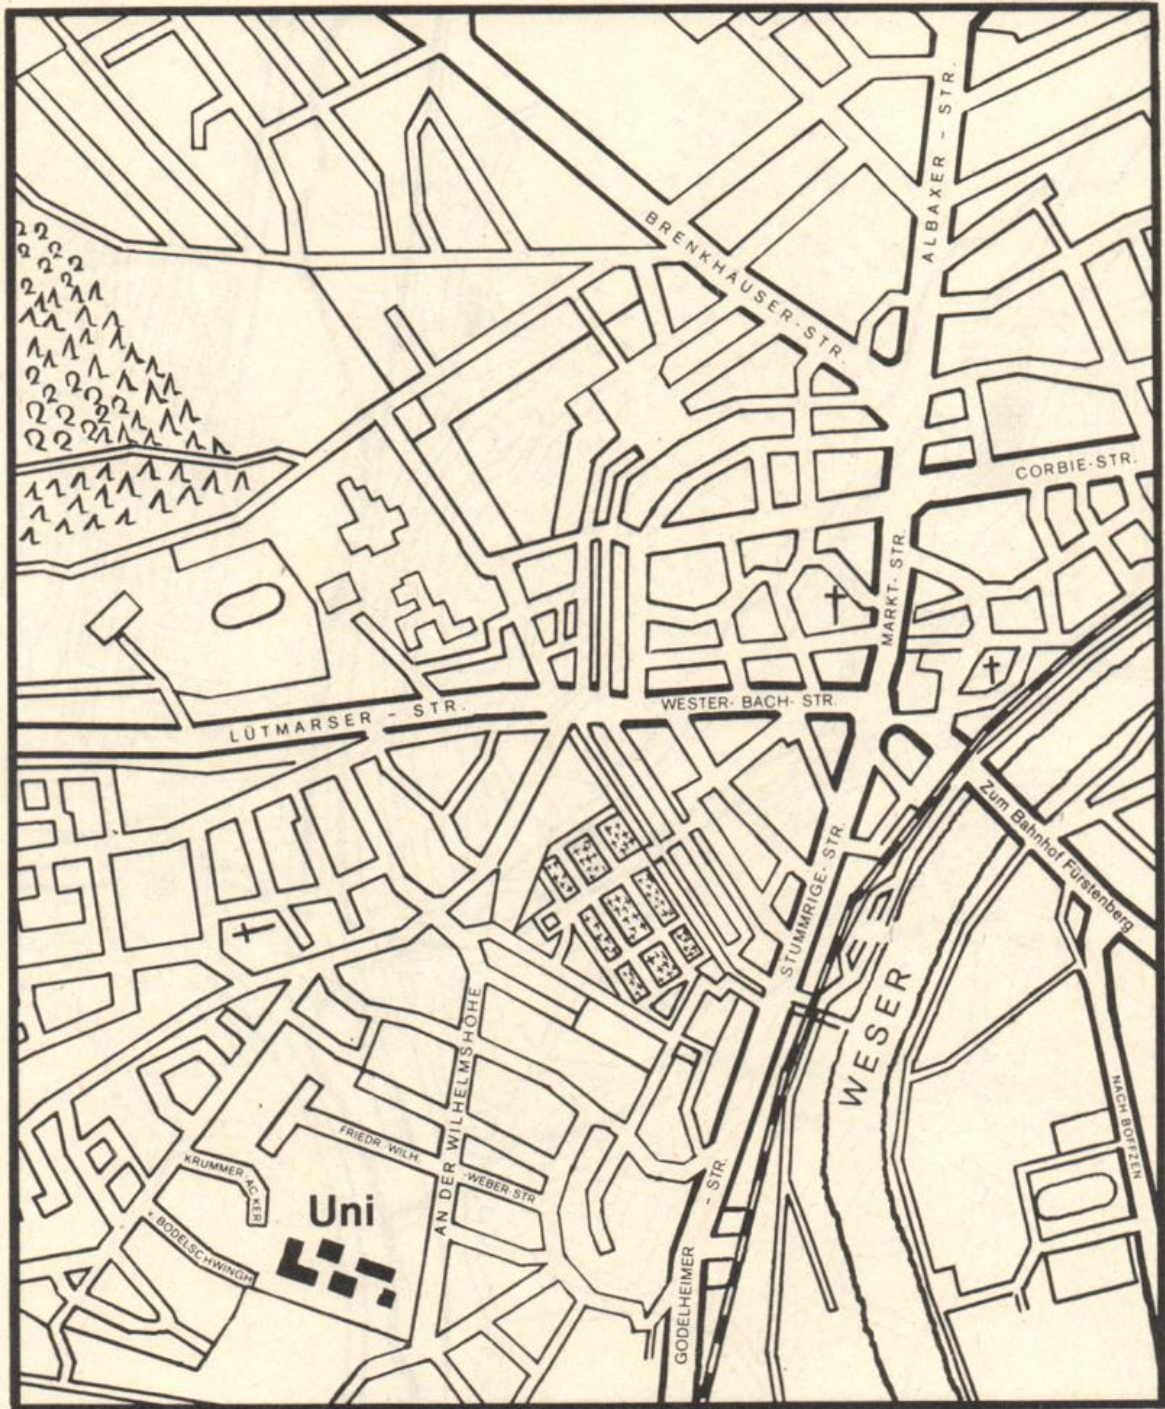 ALBAXER - STR.
BRENKHÄUSER-STR.
CORBIE-STR.
MARKT-STR.
WESTER-BACH-STR.
LÜTMARSER - STR.
Zum Bahnhof Fürstenberg
STUMMRIGE-STR.
WESER
AN DER WILHELMSHÖHE
NACH BOFFZEN
FRIEDR.-WILH.
-WEBER-STR.
KRUMMER-ACKER
Uni
BODELSCHWINGH
GODELHEIMER
- STR.